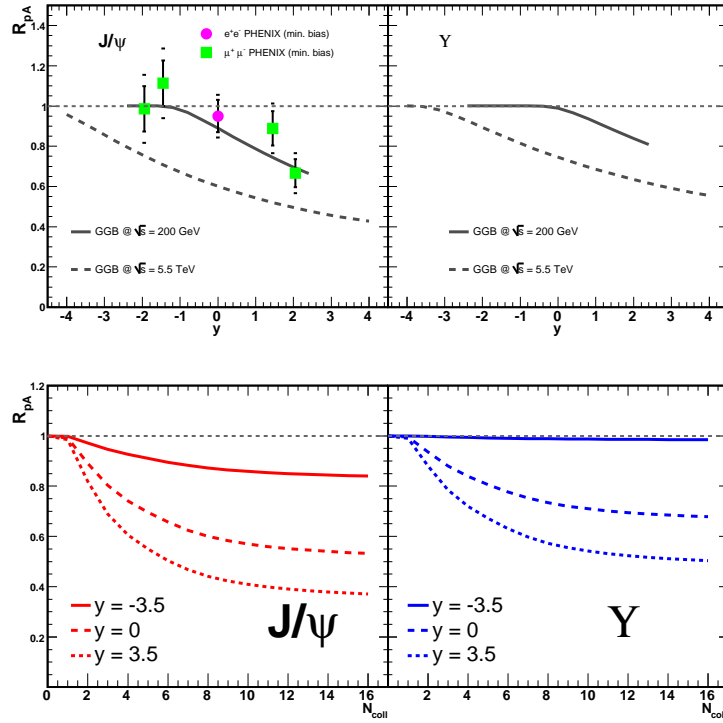 R_pA
1.4
1.2
1
0.8
0.6
0.4
0.2
0
J/ψ
e⁺e⁻ PHENIX (min. bias)
μ⁺ μ⁻ PHENIX (min. bias)
GGB @ √s = 200 GeV
GGB @ √s = 5.5 TeV
-4 -3 -2 -1 0 1 2 3 4
y
Υ
GGB @ √s = 200 GeV
GGB @ √s = 5.5 TeV
-4 -3 -2 -1 0 1 2 3 4
y
R_pA
1.2
1
0.8
0.6
0.4
0.2
y = -3.5
y = 0
y = 3.5
J/ψ
0 2 4 6 8 10 12 14 16
N_coll
y = -3.5
y = 0
y = 3.5
Υ
2 4 6 8 10 12 14 16
N_coll